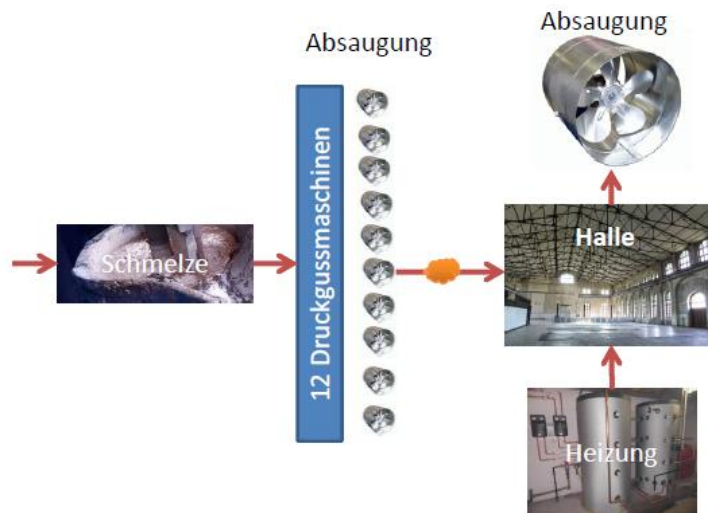 Absaugung
Absaugung
Schmelze
12 Druckgussmaschinen
Halle
Heizung